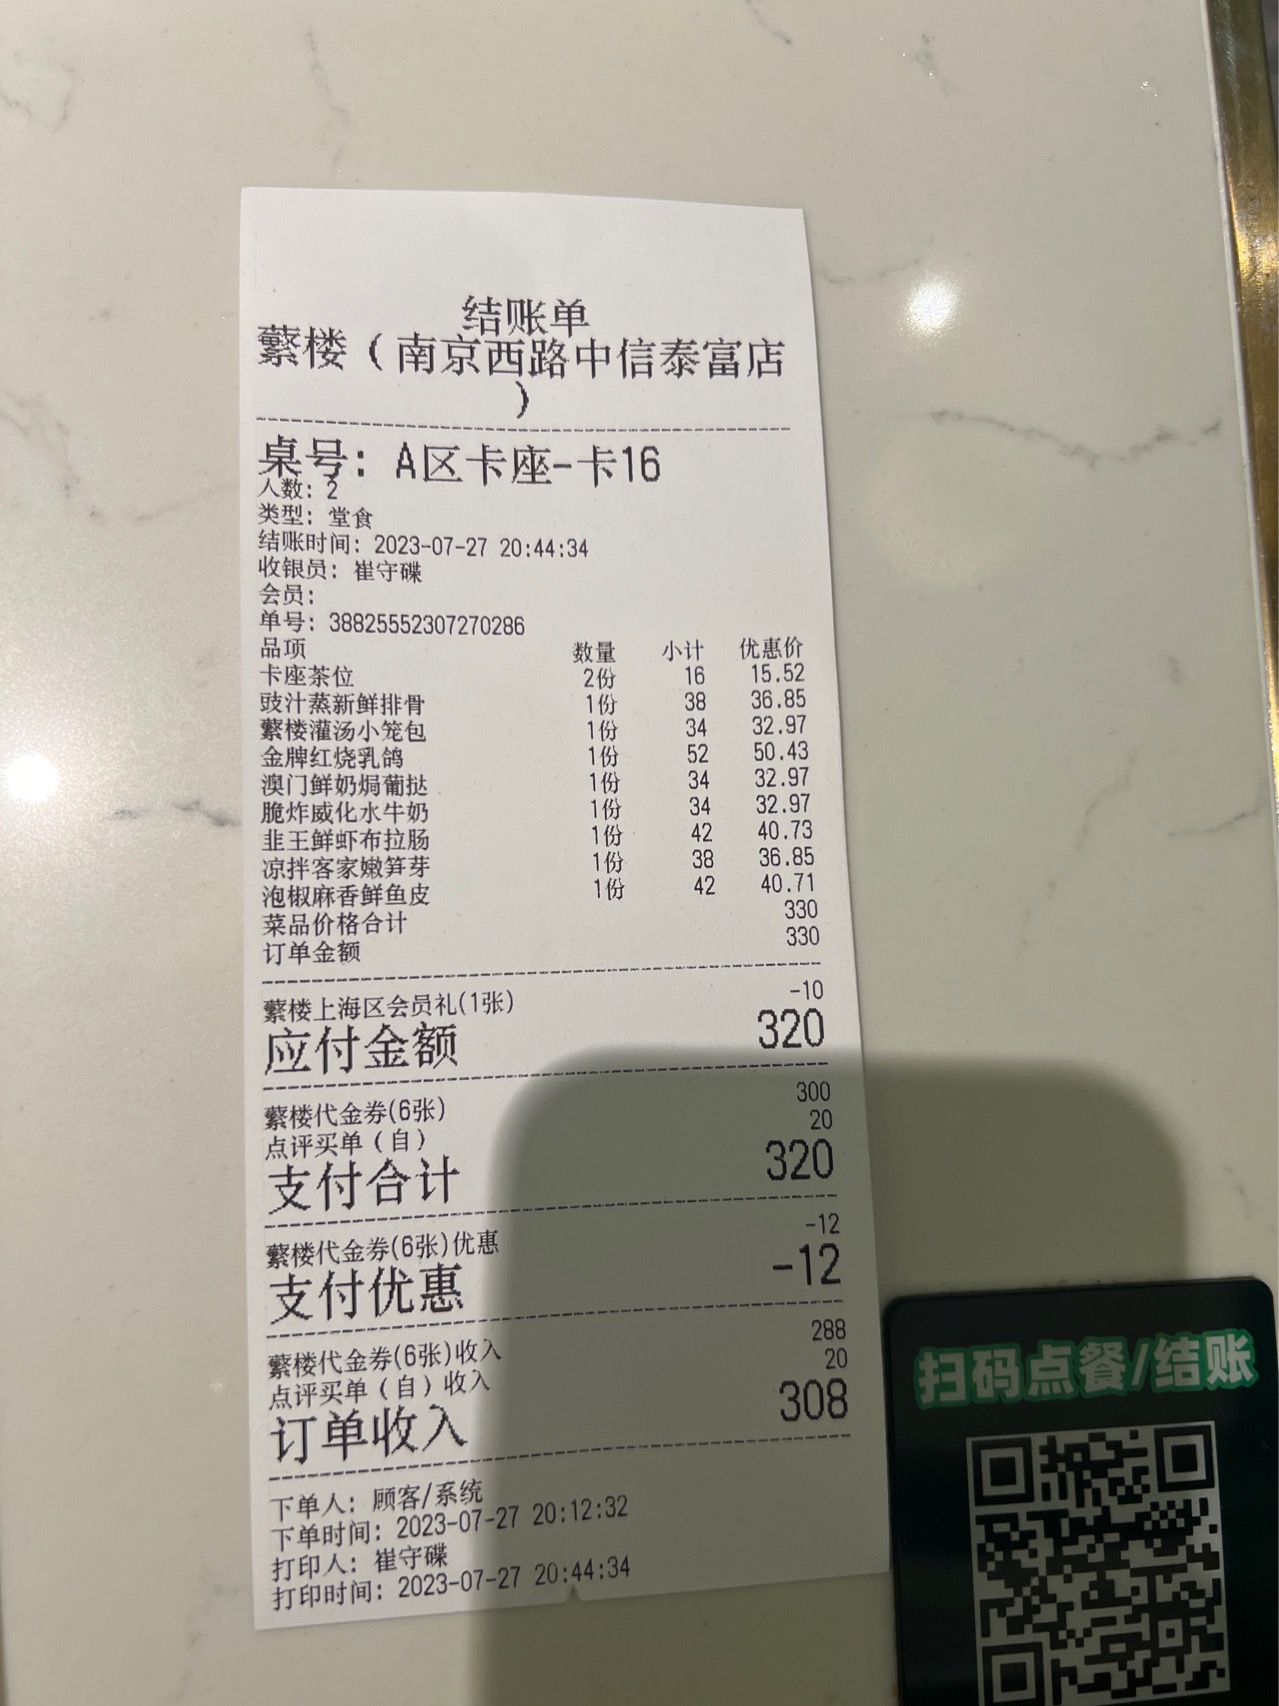 结账单
蘩楼（南京西路中信泰富店
）
桌号：A区卡座-卡16
人数：2
类型：堂食
结账时间：2023-07-27 20:44:34
收银员：崔守碟
会员：
单号：38825552307270286
品项 数量 小计 优惠价
卡座茶位 2份 16 15.52
豉汁蒸新鲜排骨 1份 38 36.85
蘩楼灌汤小笼包 1份 34 32.97
金牌红烧乳鸽 1份 52 50.43
澳门鲜奶焗葡挞 1份 34 32.97
脆炸威化水牛奶 1份 34 32.97
韭王鲜虾布拉肠 1份 42 40.73
凉拌客家嫩笋芽 1份 38 36.85
泡椒麻香鲜鱼皮 1份 42 40.71
菜品价格合计 330
订单金额 330
蘩楼上海区会员礼(1张) -10
应付金额 320
蘩楼代金券(6张) 300
点评买单（自） 20
支付合计 320
蘩楼代金券(6张)优惠 -12
支付优惠 -12
蘩楼代金券(6张)收入 288
点评买单（自）收入 20
订单收入 308
下单人：顾客/系统
下单时间：2023-07-27 20:12:32
打印人：崔守碟
打印时间：2023-07-27 20:44:34
扫码点餐/结账